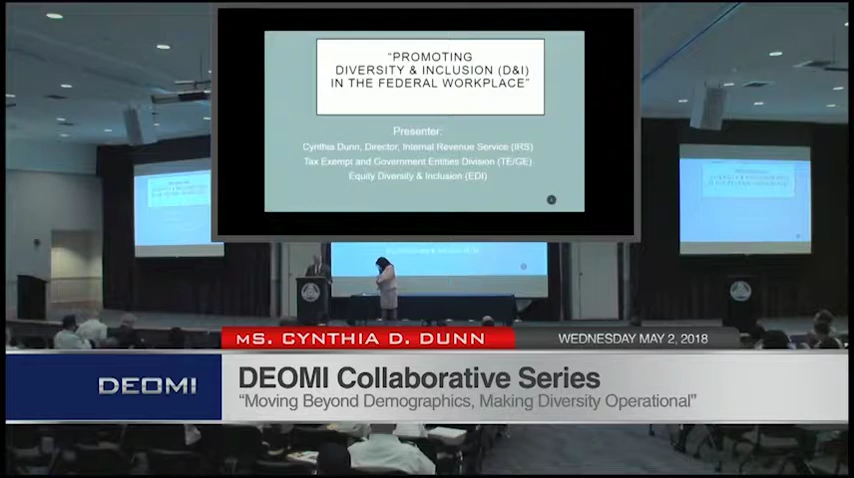 "PROMOTING
DIVERSITY & INCLUSION (D&I)
IN THE FEDERAL WORKPLACE"
Presenter:
Cynthia Dunn, Director, Internal Revenue Service (IRS)
Tax Exempt and Government Entities Division (TE/GE)
Equity Diversity & Inclusion (EDI)
MS. CYNTHIA D. DUNN
WEDNESDAY MAY 2, 2018
DEOMI
DEOMI Collaborative Series
“Moving Beyond Demographics, Making Diversity Operational”